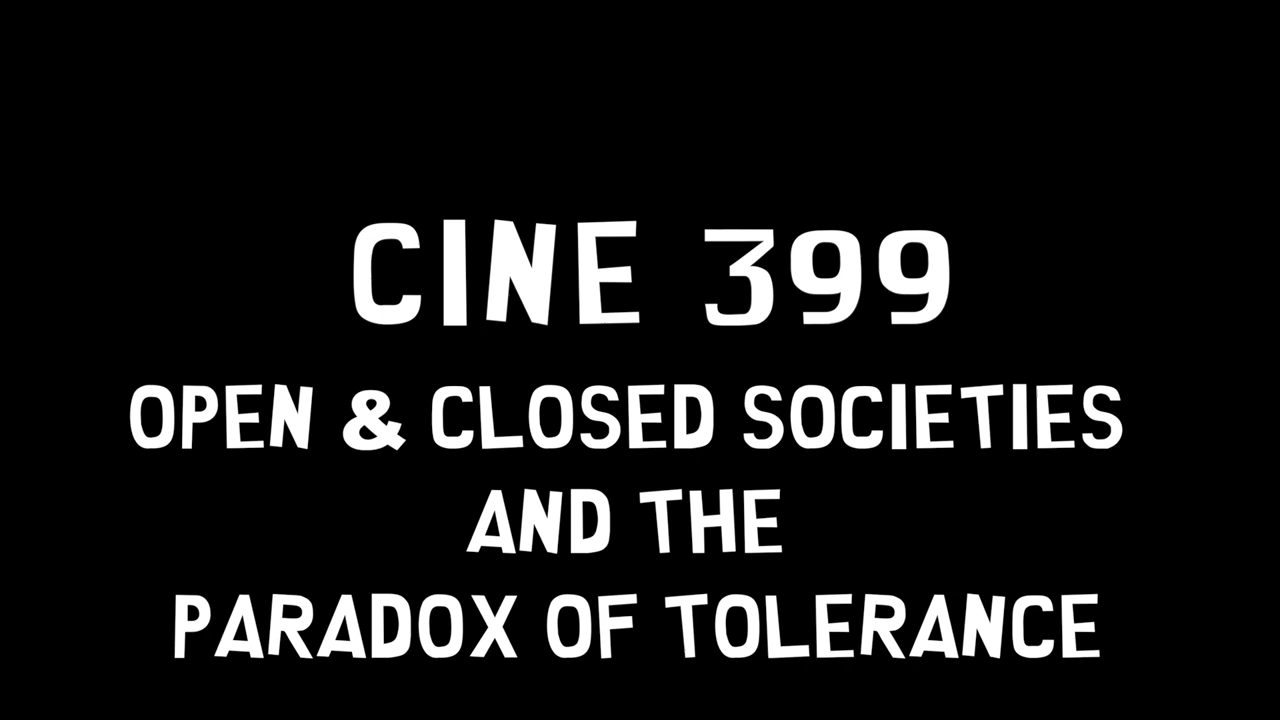 CINE 399
OPEN & CLOSED SOCIETIES
AND THE
PARADOX OF TOLERANCE